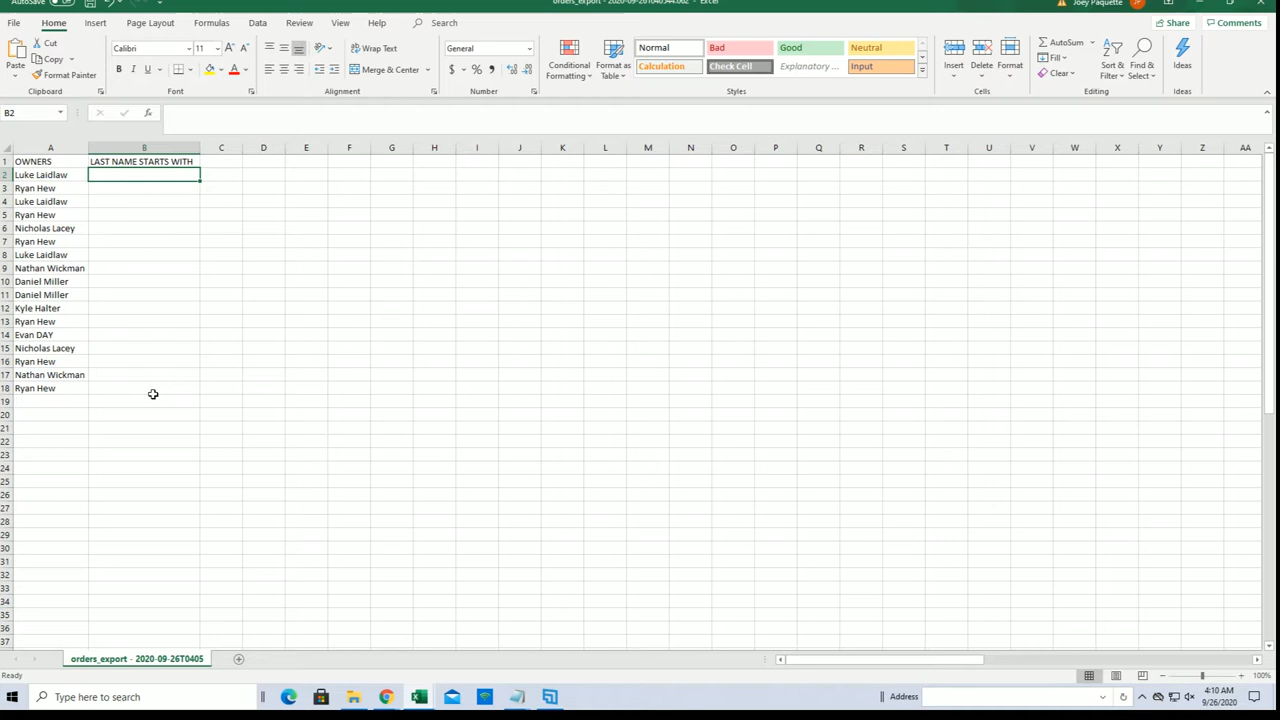 AutoSave Off orders_export - 2020-09-26T040544.002 - Excel Joey Paquette JP
File Home Insert Page Layout Formulas Data Review View Help Search Share Comments
Paste Cut Copy Format Painter
Clipboard
Calibri 11 A A
B I U A
Font
Wrap Text
Merge & Center
Alignment
General
$ %
Number
Conditional Formatting Format as Table
Normal Bad Good Neutral
Calculation Check Cell Explanatory ... Input
Styles
Insert Delete Format
Cells
AutoSum
Fill
Clear
Sort & Filter Find & Select
Editing
Ideas
Ideas
B2 fx
A B C D E F G H I J K L M N O P Q R S T U V W X Y Z AA
1 OWNERS LAST NAME STARTS WITH
2 Luke Laidlaw
3 Ryan Hew
4 Luke Laidlaw
5 Ryan Hew
6 Nicholas Lacey
7 Ryan Hew
8 Luke Laidlaw
9 Nathan Wickman
10 Daniel Miller
11 Daniel Miller
12 Kyle Halter
13 Ryan Hew
14 Evan DAY
15 Nicholas Lacey
16 Ryan Hew
17 Nathan Wickman
18 Ryan Hew
19
20
21
22
23
24
25
26
27
28
29
30
31
32
33
34
35
36
37
orders_export - 2020-09-26T0405
Ready 100%
Type here to search Address 4:10 AM
9/26/2020